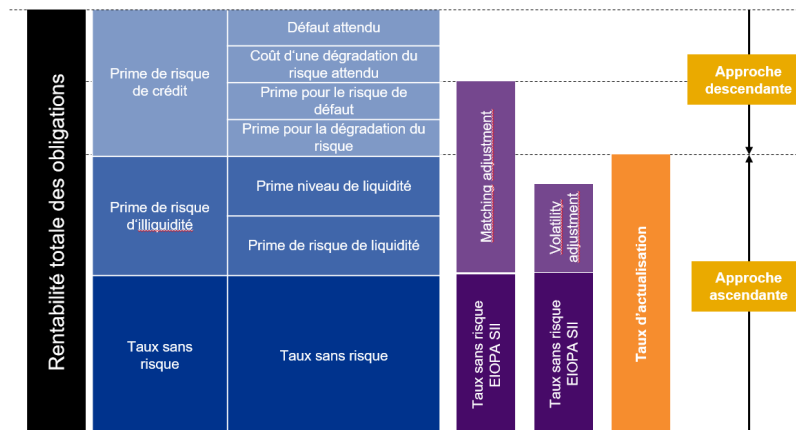 Rentabilité totale des obligations
Prime de risque
de crédit
Défaut attendu
Coût d'une dégradation du
risque attendu
Prime pour le risque de
défaut
Prime pour la dégradation du
risque
Prime de risque
d'illiquidité
Prime niveau de liquidité
Prime de risque de liquidité
Taux sans
risque
Taux sans risque
Matching adjustment
Taux sans risque
EIOPA SII
Volatility
adjustment
Taux sans risque
EIOPA SII
Taux d'actualisation
Approche
descendante
Approche
ascendante